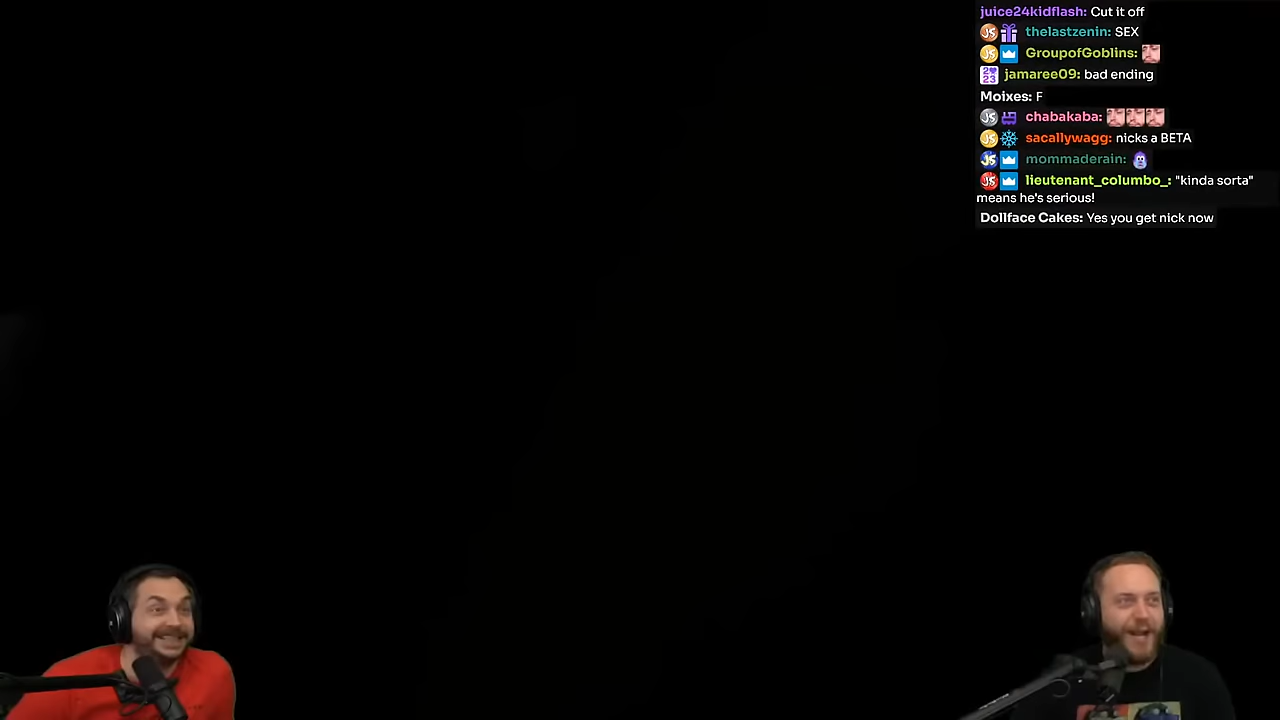 juice24kidflash: Cut it off
thelastzenin: SEX
GroupofGoblins:
jamaree09: bad ending
Moixes: F
chabakaba:
sacallywagg: nicks a BETA
mommaderain:
lieutenant_columbo_: "kinda sorta"
means he's serious!
Dollface Cakes: Yes you get nick now